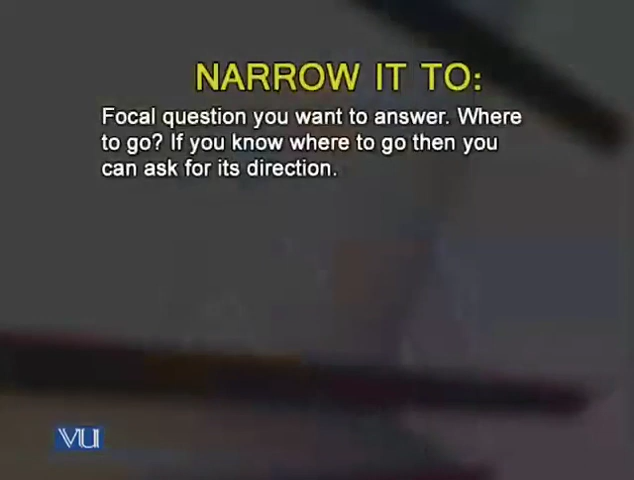 NARROW IT TO:
Focal question you want to answer. Where
to go? If you know where to go then you
can ask for its direction.
VU